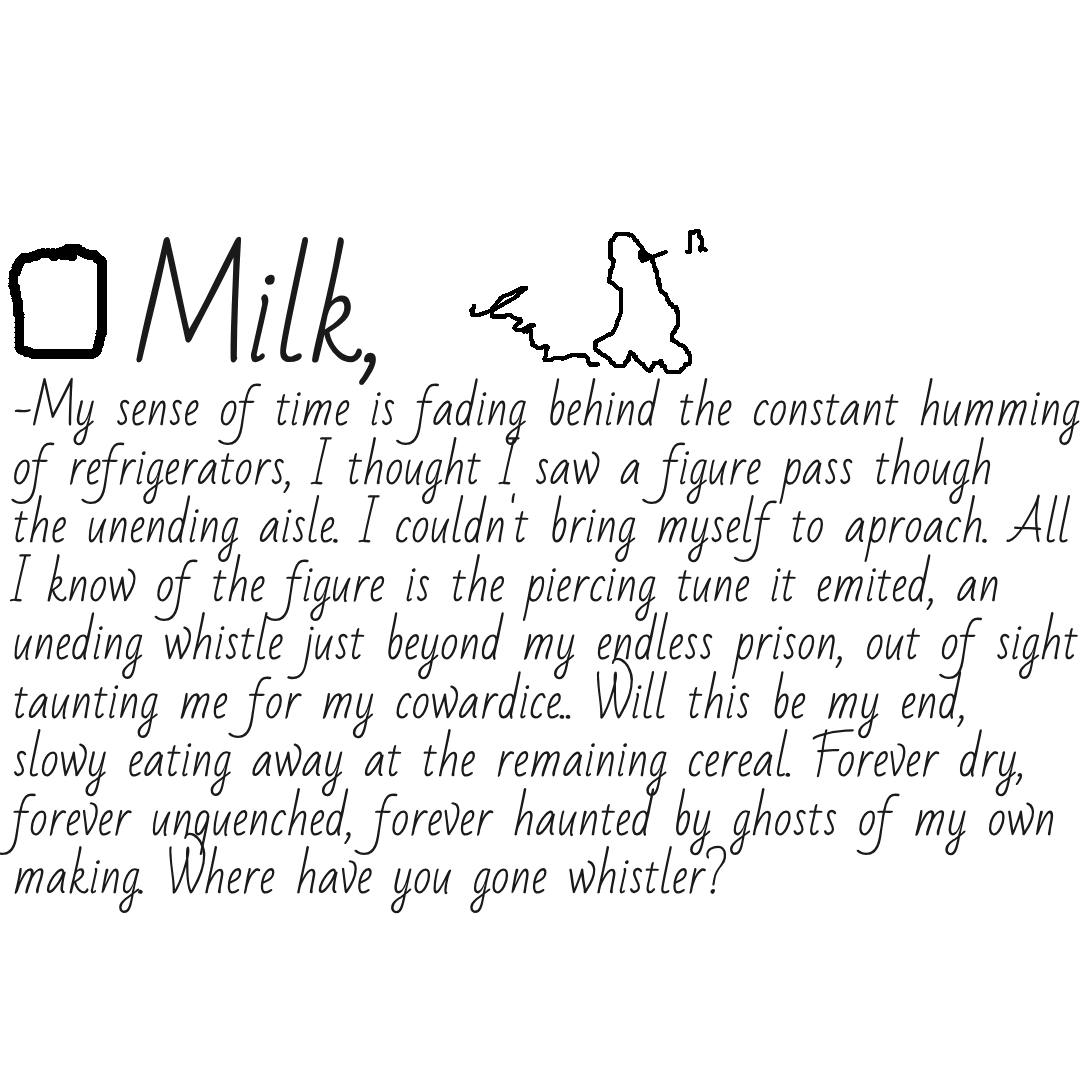 Milk,
-My sense of time is fading behind the constant humming
of refrigerators, I thought I saw a figure pass though
the unending aisle. I couldn't bring myself to aproach. All
I know of the figure is the piercing tune it emited, an
uneding whistle just beyond my endless prison, out of sight
taunting me for my cowardice.. Will this be my end,
slowy eating away at the remaining cereal. Forever dry,
forever unquenched, forever haunted by ghosts of my own
making. Where have you gone whistler?